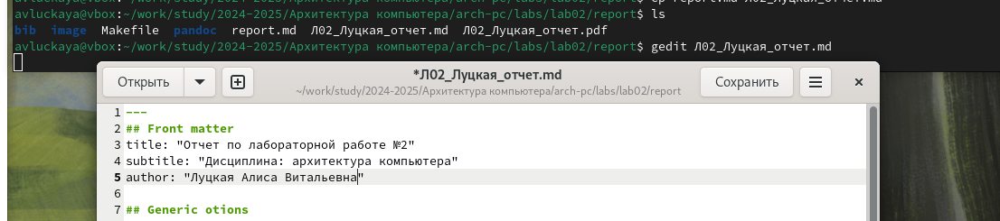 avluckaya@vbox:~/work/study/2024-2025/Архитектура компьютера/arch-pc/labs/lab02/report$ cp report.md Л02_Луцкая_отчет.md
avluckaya@vbox:~/work/study/2024-2025/Архитектура компьютера/arch-pc/labs/lab02/report$ ls
bib image Makefile pandoc report.md Л02_Луцкая_отчет.md Л02_Луцкая_отчет.pdf
avluckaya@vbox:~/work/study/2024-2025/Архитектура компьютера/arch-pc/labs/lab02/report$ gedit Л02_Луцкая_отчет.md
Открыть
*Л02_Луцкая_отчет.md
~/work/study/2024-2025/Архитектура компьютера/arch-pc/labs/lab02/report
Сохранить
1 ---
2 ## Front matter
3 title: "Отчет по лабораторной работе №2"
4 subtitle: "Дисциплина: архитектура компьютера"
5 author: "Луцкая Алиса Витальевна"
6
7 ## Generic otions